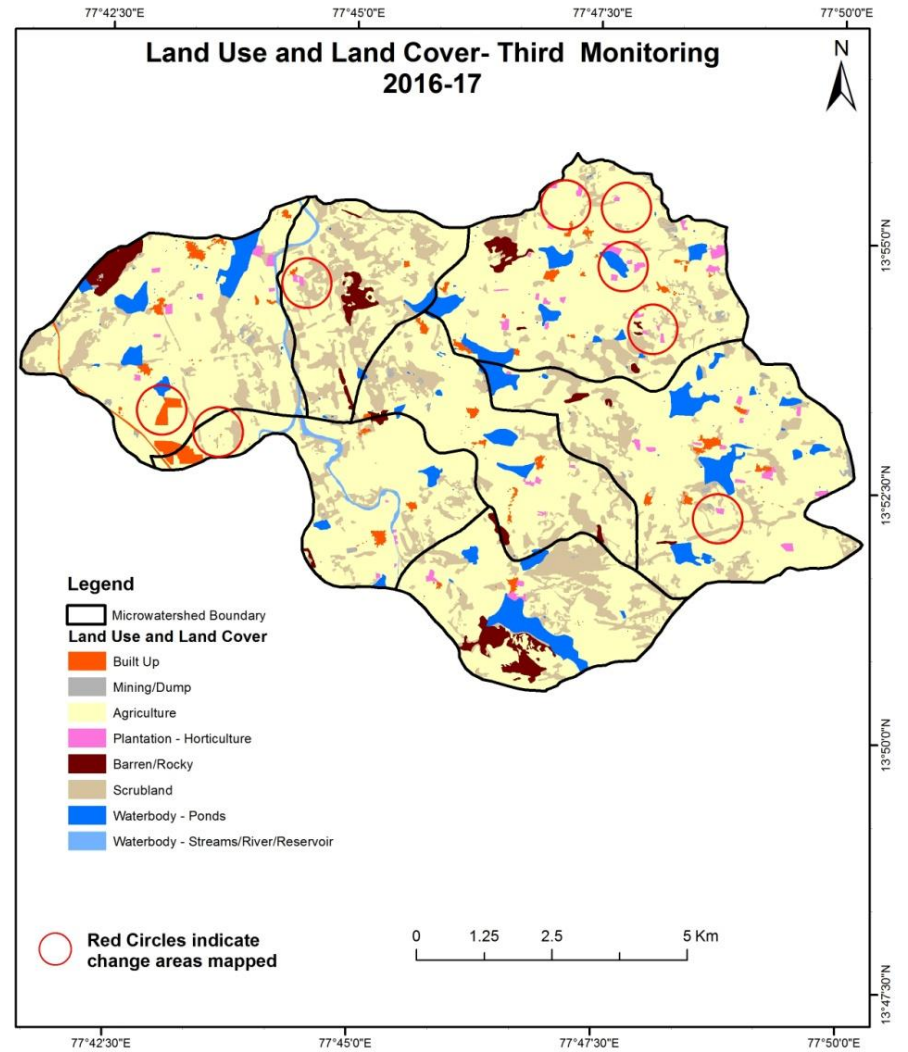 77°42'30"E 77°45'0"E 77°47'30"E 77°50'0"E
Land Use and Land Cover- Third Monitoring
2016-17
N
13°55'0"N
13°52'30"N
Legend
Microwatershed Boundary
Land Use and Land Cover
Built Up
Mining/Dump
Agriculture
Plantation - Horticulture
Barren/Rocky
Scrubland
Waterbody - Ponds
Waterbody - Streams/River/Reservoir
13°50'0"N
Red Circles indicate
change areas mapped
0 1.25 2.5 5 Km
13°47'30"N
77°42'30"E 77°45'0"E 77°47'30"E 77°50'0"E